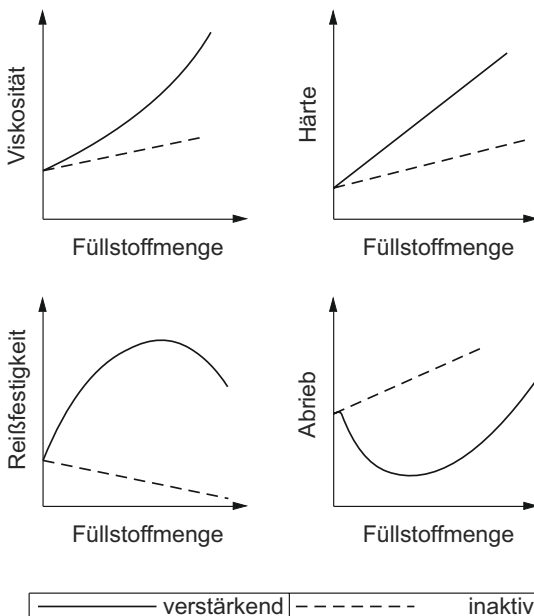 Viskosität
Füllstoffmenge
Härte
Füllstoffmenge
Reißfestigkeit
Füllstoffmenge
Abrieb
Füllstoffmenge
verstärkend inaktiv